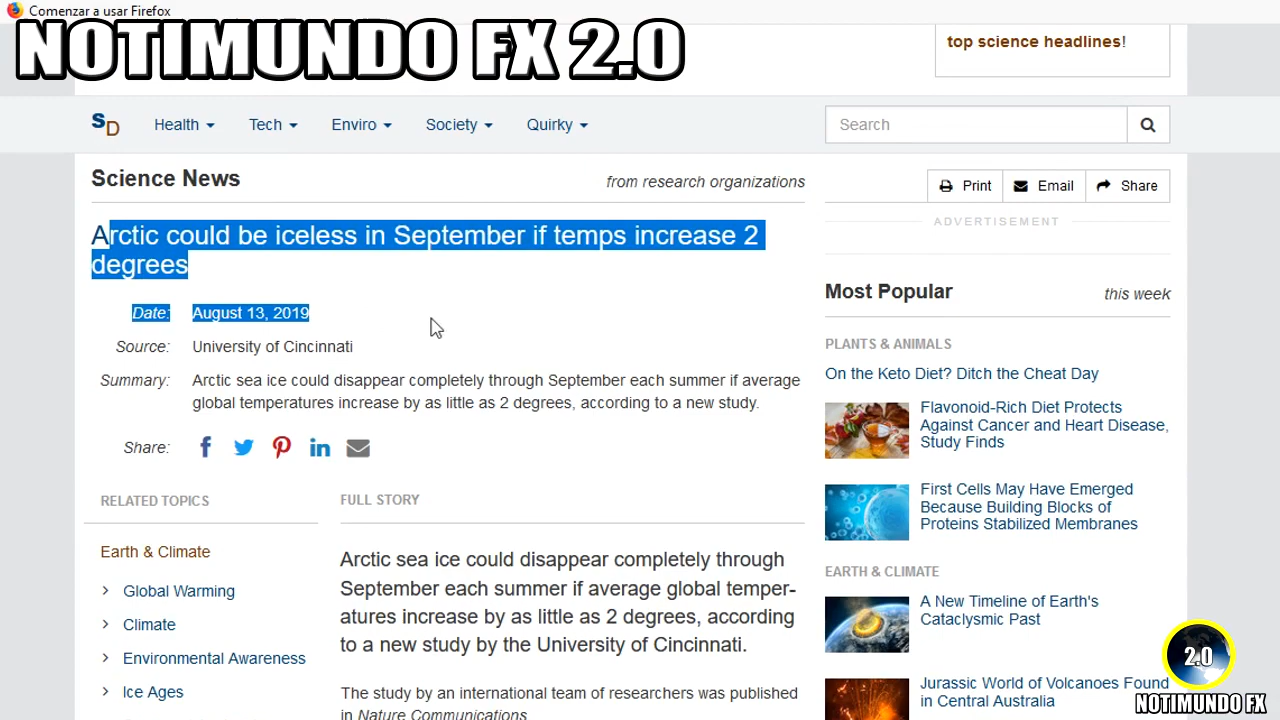 Comenzar a usar Firefox
NOTIMUNDO FX 2.0
top science headlines!
SD
Health
Tech
Enviro
Society
Quirky
Search
Science News
from research organizations
Print
Email
Share
ADVERTISEMENT
Arctic could be iceless in September if temps increase 2
degrees
Date: August 13, 2019
Source: University of Cincinnati
Summary: Arctic sea ice could disappear completely through September each summer if average
global temperatures increase by as little as 2 degrees, according to a new study.
Share:
RELATED TOPICS
Earth & Climate
Global Warming
Climate
Environmental Awareness
Ice Ages
FULL STORY
Arctic sea ice could disappear completely through
September each summer if average global temper-
atures increase by as little as 2 degrees, according
to a new study by the University of Cincinnati.
The study by an international team of researchers was published
in Nature Communications.
Most Popular
this week
PLANTS & ANIMALS
On the Keto Diet? Ditch the Cheat Day
Flavonoid-Rich Diet Protects
Against Cancer and Heart Disease,
Study Finds
First Cells May Have Emerged
Because Building Blocks of
Proteins Stabilized Membranes
EARTH & CLIMATE
A New Timeline of Earth's
Cataclysmic Past
Jurassic World of Volcanoes Found
in Central Australia
2.0
NOTIMUNDO FX